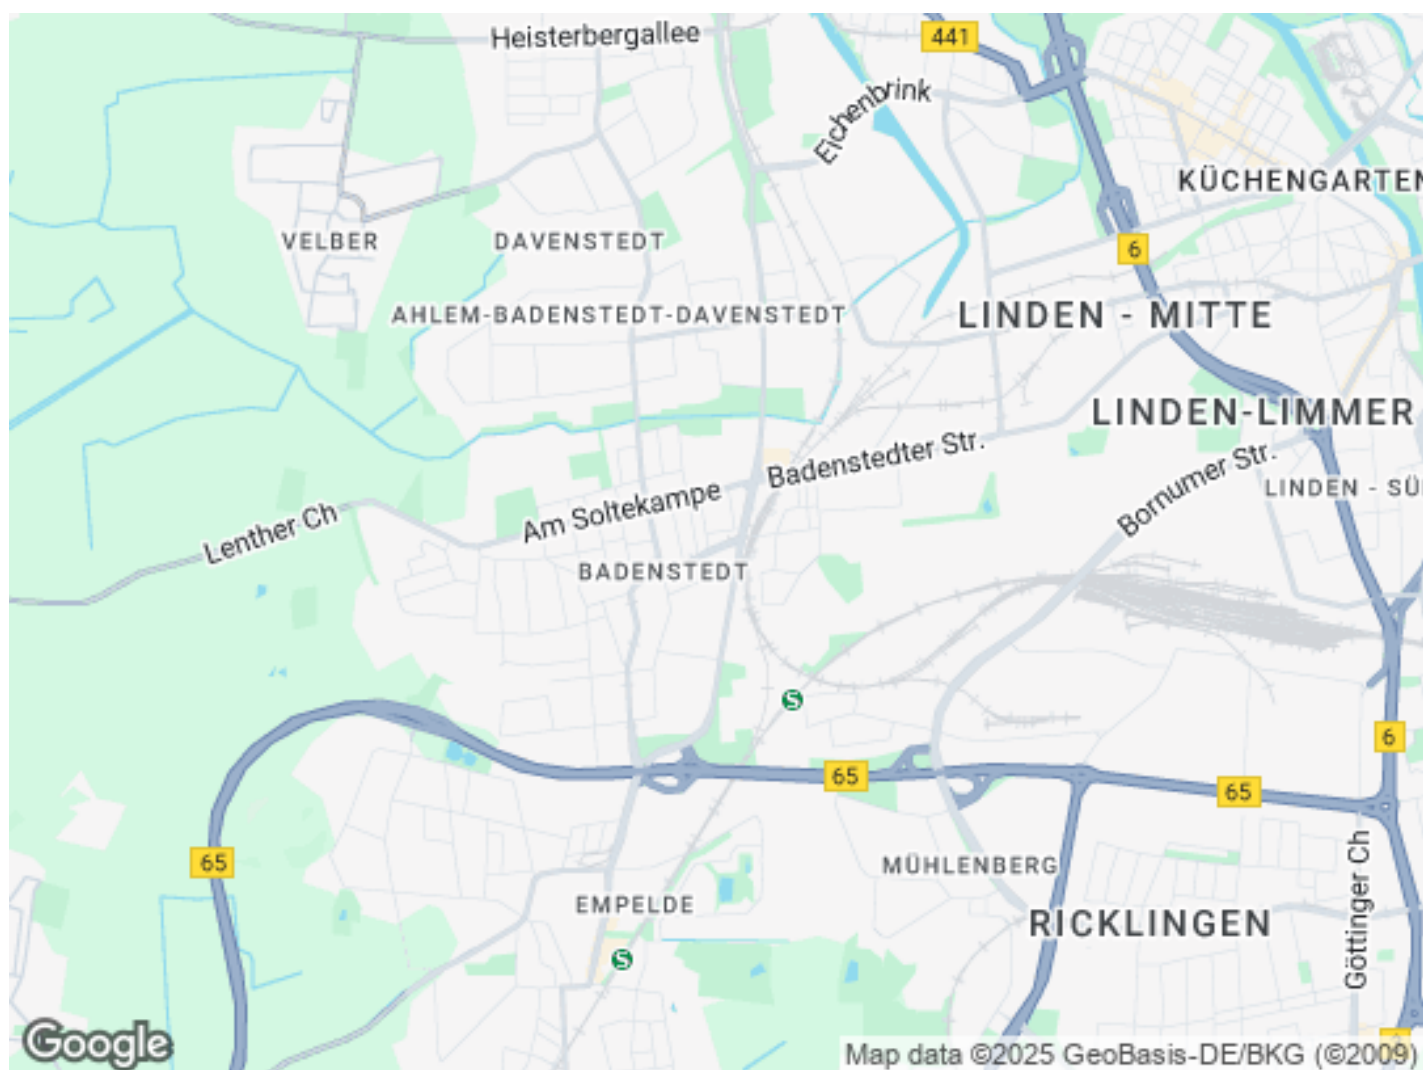 Heisterbergallee
441
Eichenbrink
KÜCHENGARTEN
VELBER
DAVENSTEDT
6
AHLEM-BADENSTEDT-DAVENSTEDT
LINDEN - MITTE
LINDEN-LIMMER
Badenstedter Str.
Bornumer Str.
LINDEN - SÜ
Am Soltekampe
Lenther Ch
BADENSTEDT
S
6
65
65
65
MÜHLENBERG
EMPELDE
RICKLINGEN
Göttinger Ch
S
Google
Map data ©2025 GeoBasis-DE/BKG (©2009)